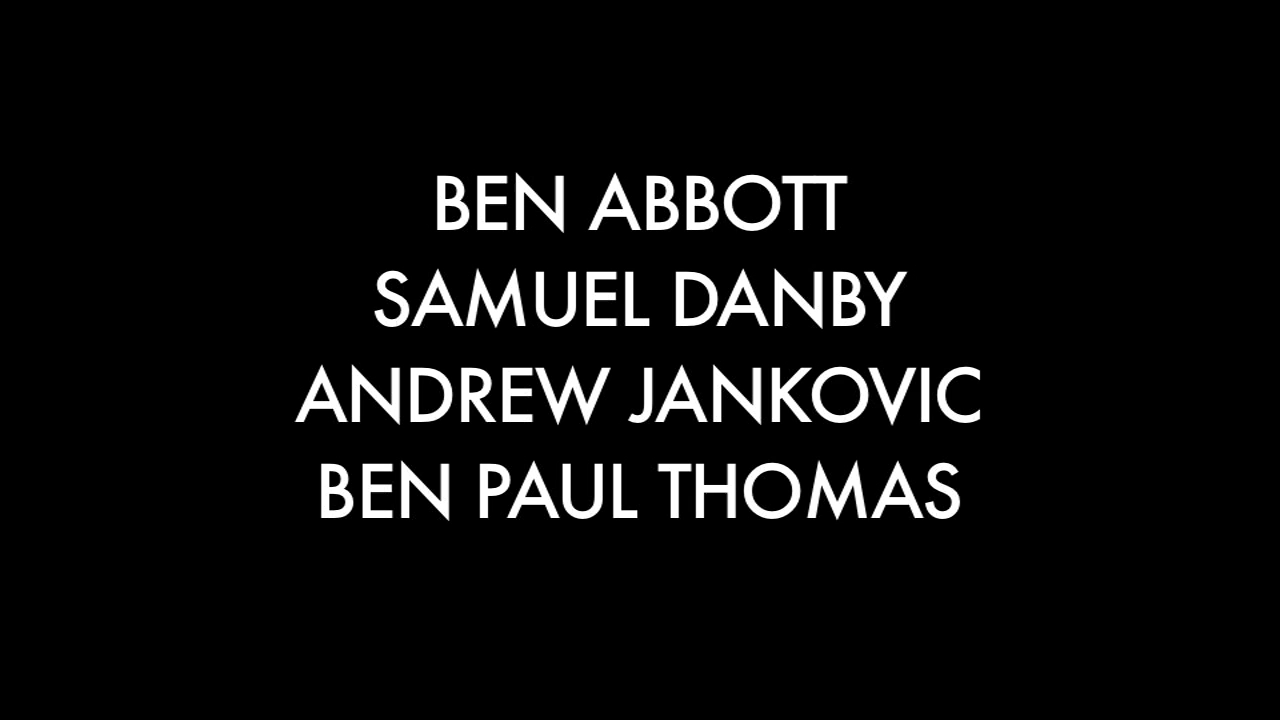 BEN ABBOTT
SAMUEL DANBY
ANDREW JANKOVIC
BEN PAUL THOMAS